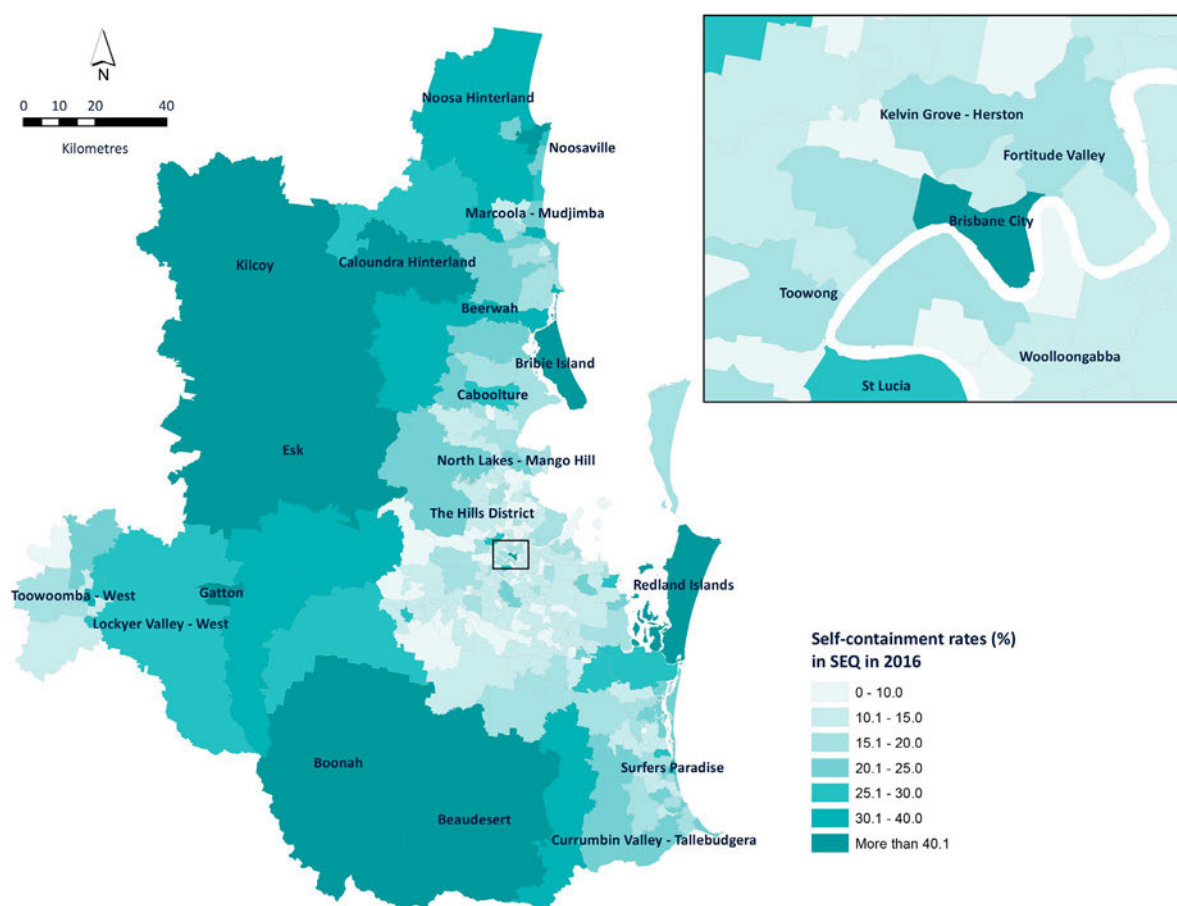 N
0 10 20 40
Kilometres
Noosa Hinterland
Noosaville
Marcoola - Mudjimba
Kilcoy
Caloundra Hinterland
Beerwah
Bribie Island
Caboolture
Esk
North Lakes - Mango Hill
The Hills District
Redland Islands
Toowoomba - West
Gatton
Lockyer Valley - West
Boonah
Surfers Paradise
Beaudesert
Currumbin Valley - Tallebudgera
Kelvin Grove - Herston
Fortitude Valley
Brisbane City
Toowong
Woolloongabba
St Lucia
Self-containment rates (%)
in SEQ in 2016
0 - 10.0
10.1 - 15.0
15.1 - 20.0
20.1 - 25.0
25.1 - 30.0
30.1 - 40.0
More than 40.1